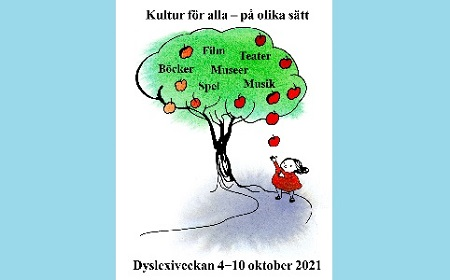 Kultur för alla – på olika sätt
Film
Teater
Böcker
Museer
Spel
Musik
Dyslexiveckan 4–10 oktober 2021